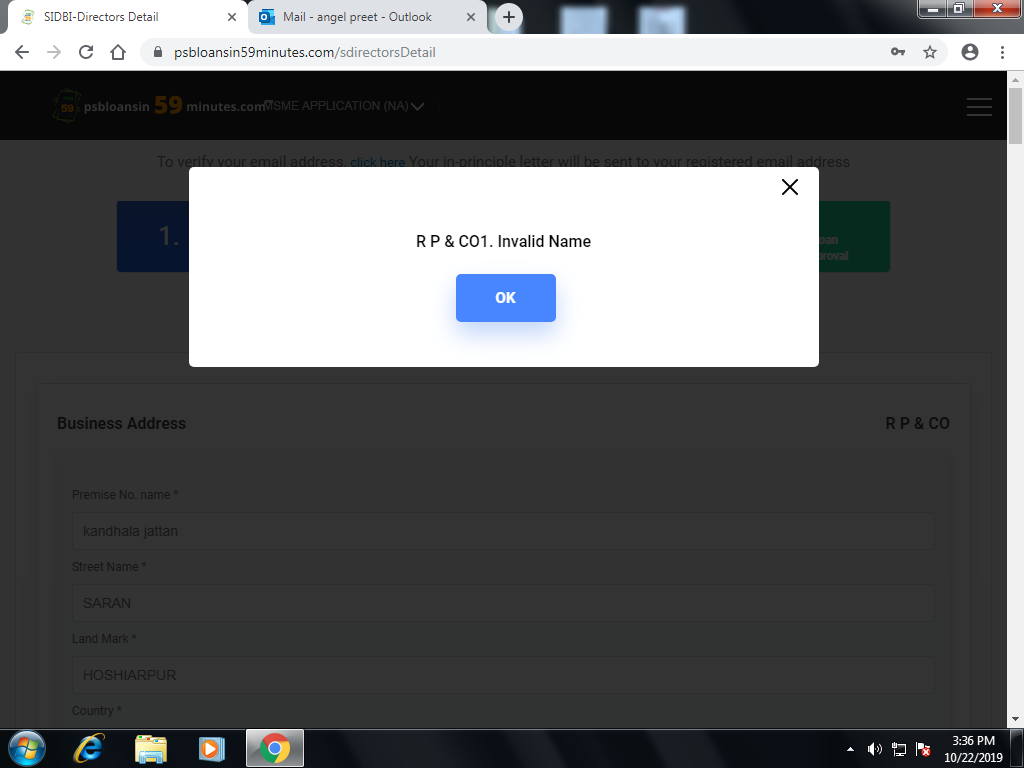 SIDBI-Directors Detail
Mail - angel preet - Outlook
psbloansin59minutes.com/sdirectorsDetail
psbloansin 59 minutes.com
MSME APPLICATION (NA)
To verify your email address, click here Your in-principle letter will be sent to your registered email address
1.
R P & CO1. Invalid Name
OK
Business Address
R P & CO
Premise No. name *
kandhala jattan
Street Name *
SARAN
Land Mark *
HOSHIARPUR
Country *
3:36 PM
10/22/2019